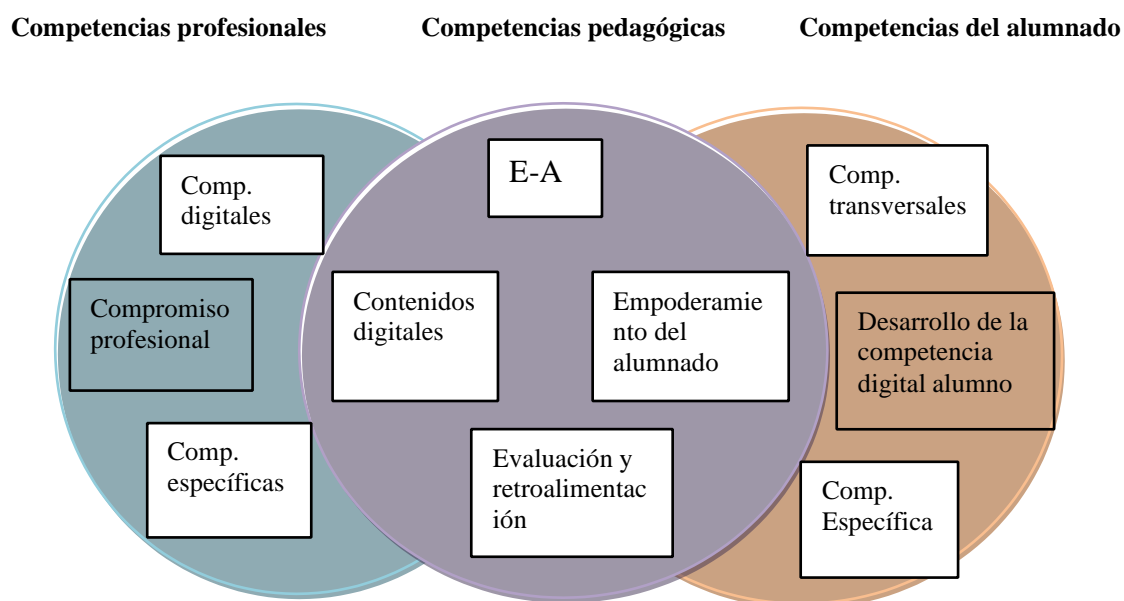 Competencias profesionales
Competencias pedagógicas
Competencias del alumnado
Comp.
digitales
Compromiso
profesional
Comp.
específicas
E-A
Contenidos
digitales
Empoderamie
nto del
alumnado
Evaluación y
retroalimentac
ión
Comp.
transversales
Desarrollo de la
competencia
digital alumno
Comp.
Específica